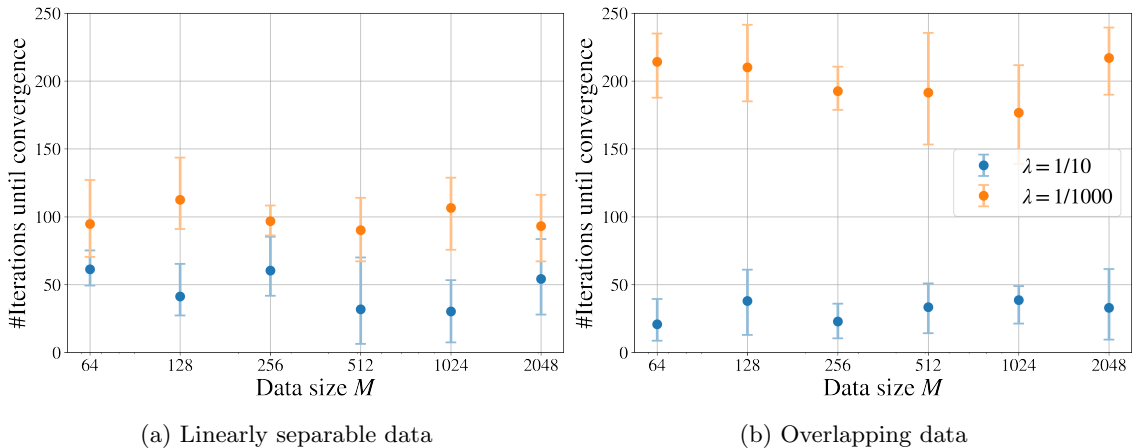 #Iterations until convergence
250
200
150
100
50
0
64 128 256 512 1024 2048
Data size M
(a) Linearly separable data
#Iterations until convergence
250
200
150
100
50
0
64 128 256 512 1024 2048
Data size M
λ = 1/10
λ = 1/1000
(b) Overlapping data